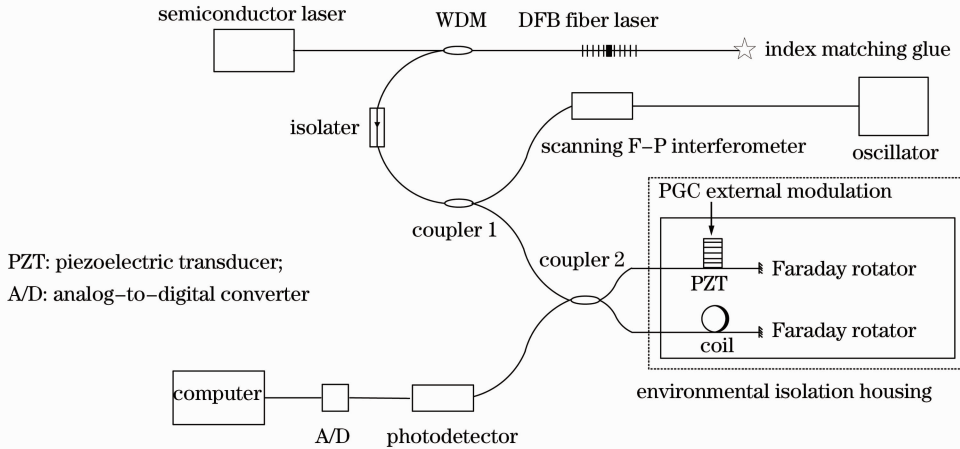 semiconductor laser
WDM
DFB fiber laser
index matching glue
isolater
scanning F-P interferometer
oscillator
PGC external modulation
coupler 1
coupler 2
PZT: piezoelectric transducer;
A/D: analog-to-digital converter
Faraday rotator
PZT
Faraday rotator
coil
computer
environmental isolation housing
A/D
photodetector